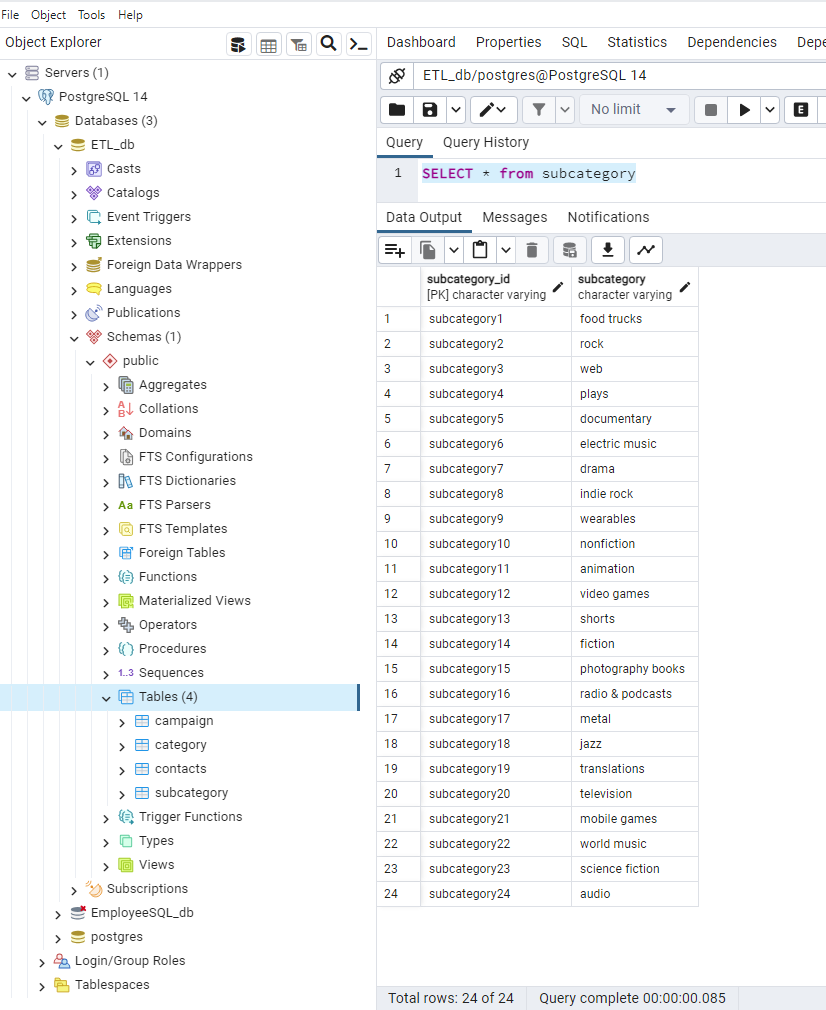 File Object Tools Help
Object Explorer
Servers (1)
PostgreSQL 14
Databases (3)
ETL_db
Casts
Catalogs
Event Triggers
Extensions
Foreign Data Wrappers
Languages
Publications
Schemas (1)
public
Aggregates
Collations
Domains
FTS Configurations
FTS Dictionaries
FTS Parsers
FTS Templates
Foreign Tables
Functions
Materialized Views
Operators
Procedures
1..3 Sequences
Tables (4)
campaign
category
contacts
subcategory
Trigger Functions
Types
Views
Subscriptions
EmployeeSQL_db
postgres
Login/Group Roles
Tablespaces
Dashboard Properties SQL Statistics Dependencies Depe
ETL_db/postgres@PostgreSQL 14
No limit E
Query Query History
1 SELECT * from subcategory
Data Output Messages Notifications
subcategory_id subcategory
[PK] character varying character varying
1 subcategory1 food trucks
2 subcategory2 rock
3 subcategory3 web
4 subcategory4 plays
5 subcategory5 documentary
6 subcategory6 electric music
7 subcategory7 drama
8 subcategory8 indie rock
9 subcategory9 wearables
10 subcategory10 nonfiction
11 subcategory11 animation
12 subcategory12 video games
13 subcategory13 shorts
14 subcategory14 fiction
15 subcategory15 photography books
16 subcategory16 radio & podcasts
17 subcategory17 metal
18 subcategory18 jazz
19 subcategory19 translations
20 subcategory20 television
21 subcategory21 mobile games
22 subcategory22 world music
23 subcategory23 science fiction
24 subcategory24 audio
Total rows: 24 of 24 Query complete 00:00:00.085